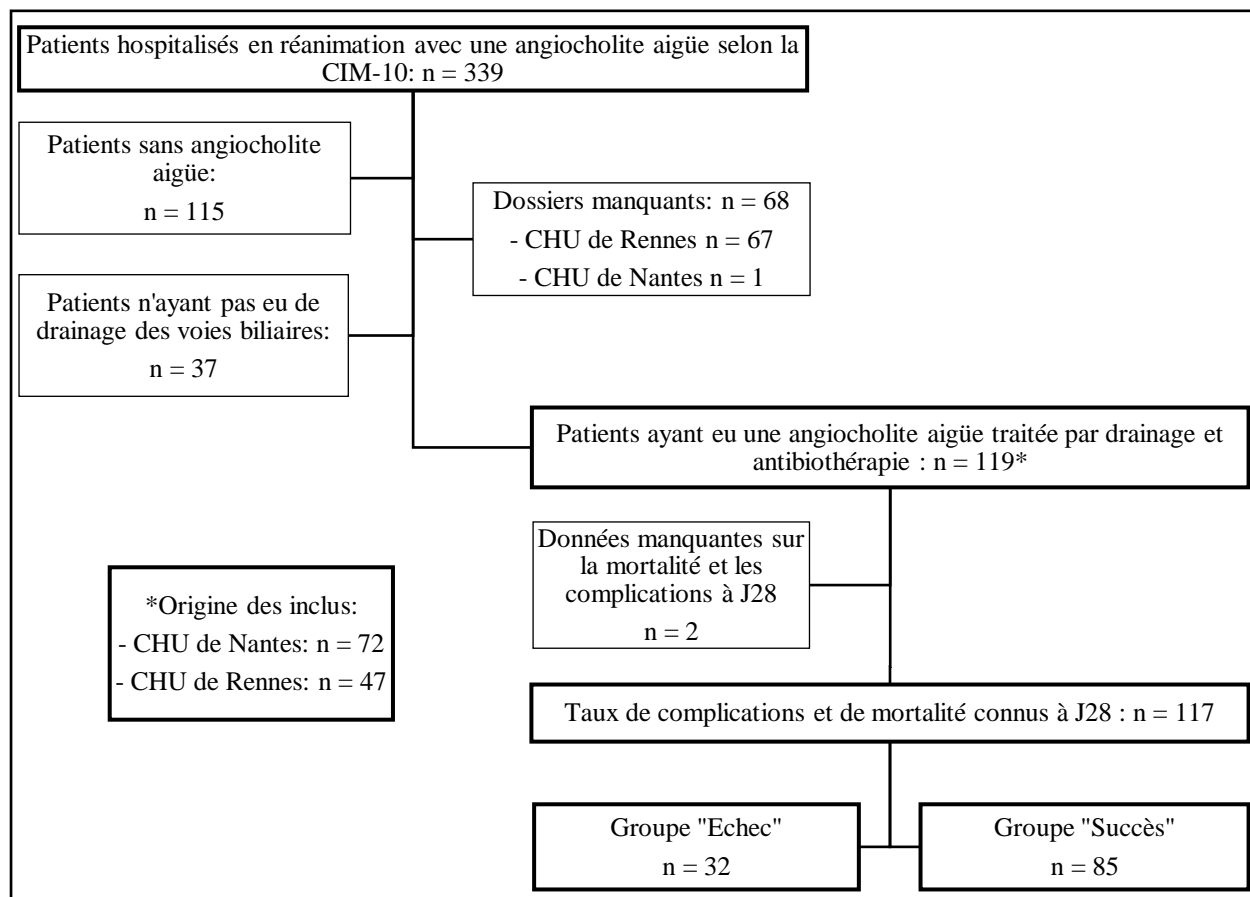 Patients hospitalisés en réanimation avec une angiocholite aigüe selon la
CIM-10: n = 339
Patients sans angiocholite
aigüe:
n = 115
Dossiers manquants: n = 68
- CHU de Rennes n = 67
- CHU de Nantes n = 1
Patients n'ayant pas eu de
drainage des voies biliaires:
n = 37
Patients ayant eu une angiocholite aigüe traitée par drainage et
antibiothérapie : n = 119*
Données manquantes sur
la mortalité et les
complications à J28
n = 2
*Origine des inclus:
- CHU de Nantes: n = 72
- CHU de Rennes: n = 47
Taux de complications et de mortalité connus à J28 : n = 117
Groupe "Echec"
n = 32
Groupe "Succès"
n = 85